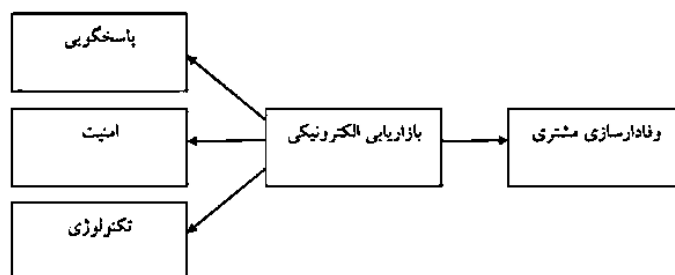 پاسخگویی
امنیت
تکنولوژی
بازاریابی الکترونیکی
وفادارسازی مشتری